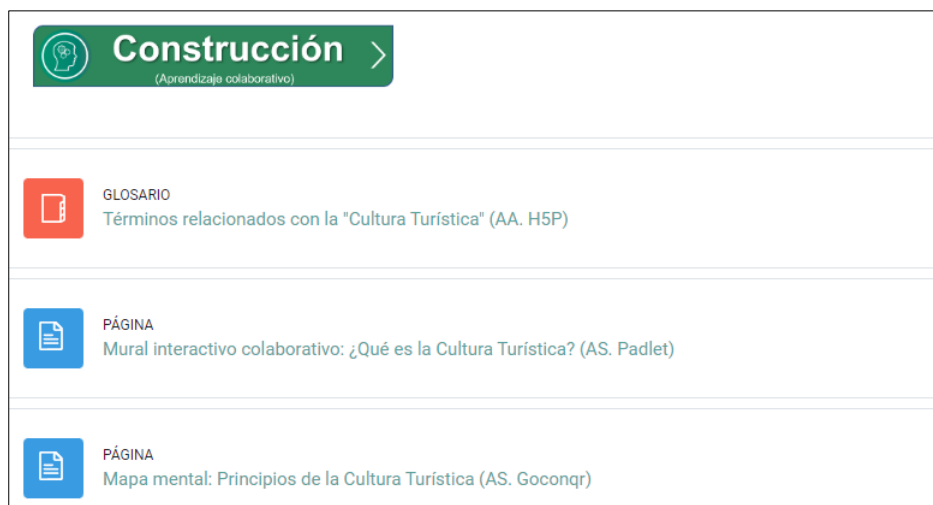 Construcción
(Aprendizaje colaborativo)
GLOSARIO
Términos relacionados con la "Cultura Turística" (AA. H5P)
PÁGINA
Mural interactivo colaborativo: ¿Qué es la Cultura Turística? (AS. Padlet)
PÁGINA
Mapa mental: Principios de la Cultura Turística (AS. Goconqr)